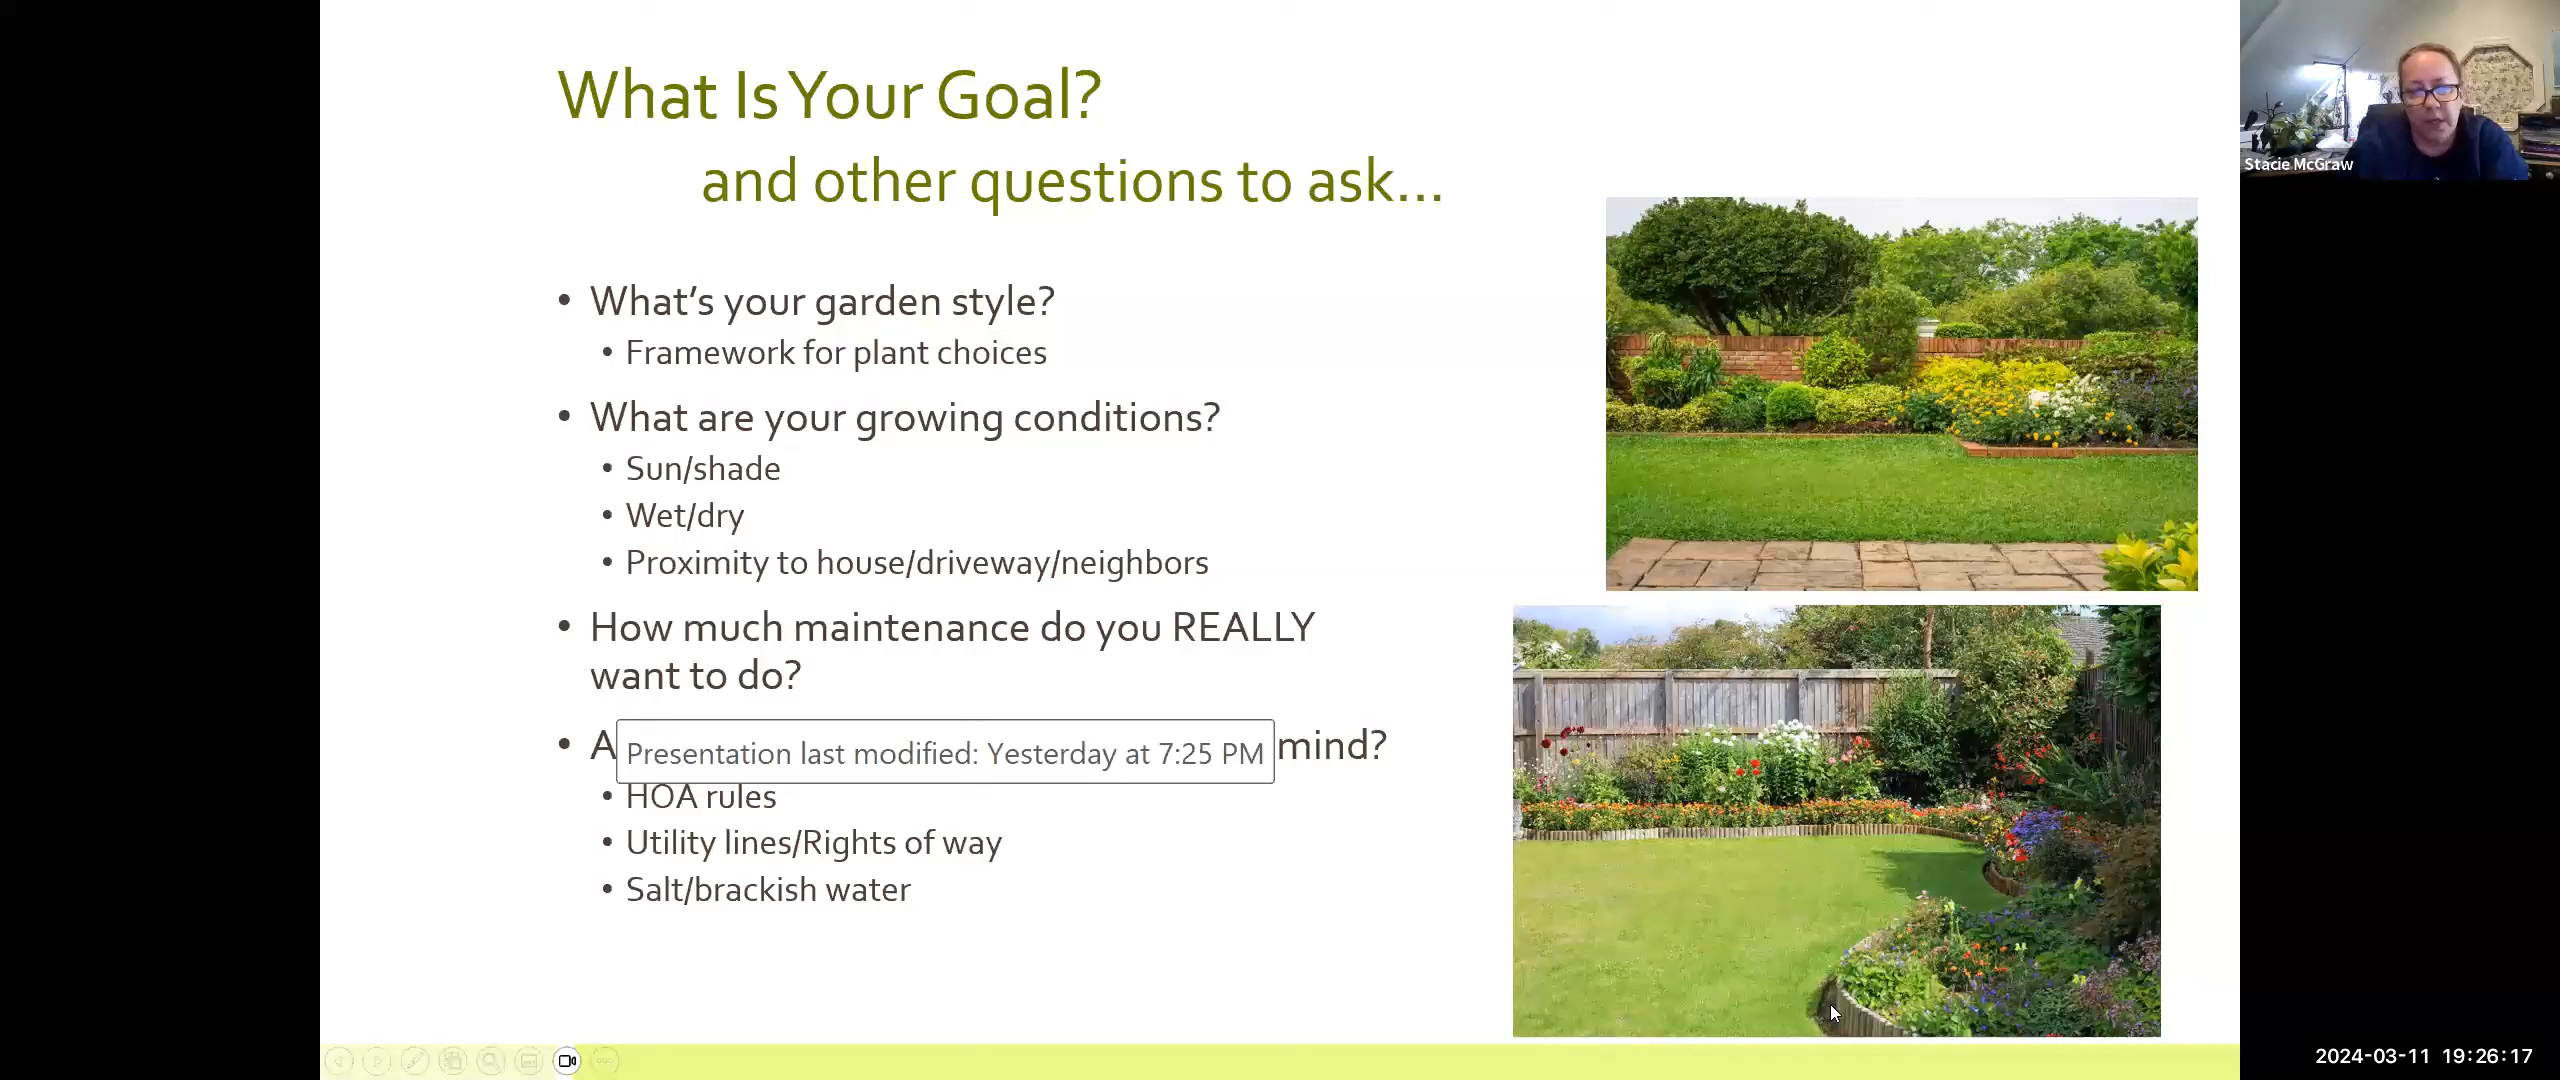 What Is Your Goal?
and other questions to ask...
• What's your garden style?
• Framework for plant choices
• What are your growing conditions?
• Sun/shade
• Wet/dry
• Proximity to house/driveway/neighbors
• How much maintenance do you REALLY
want to do?
• A
Presentation last modified: Yesterday at 7:25 PM
mind?
• HOA rules
• Utility lines/Rights of way
• Salt/brackish water
Stacie McGraw
2024-03-11 19:26:17